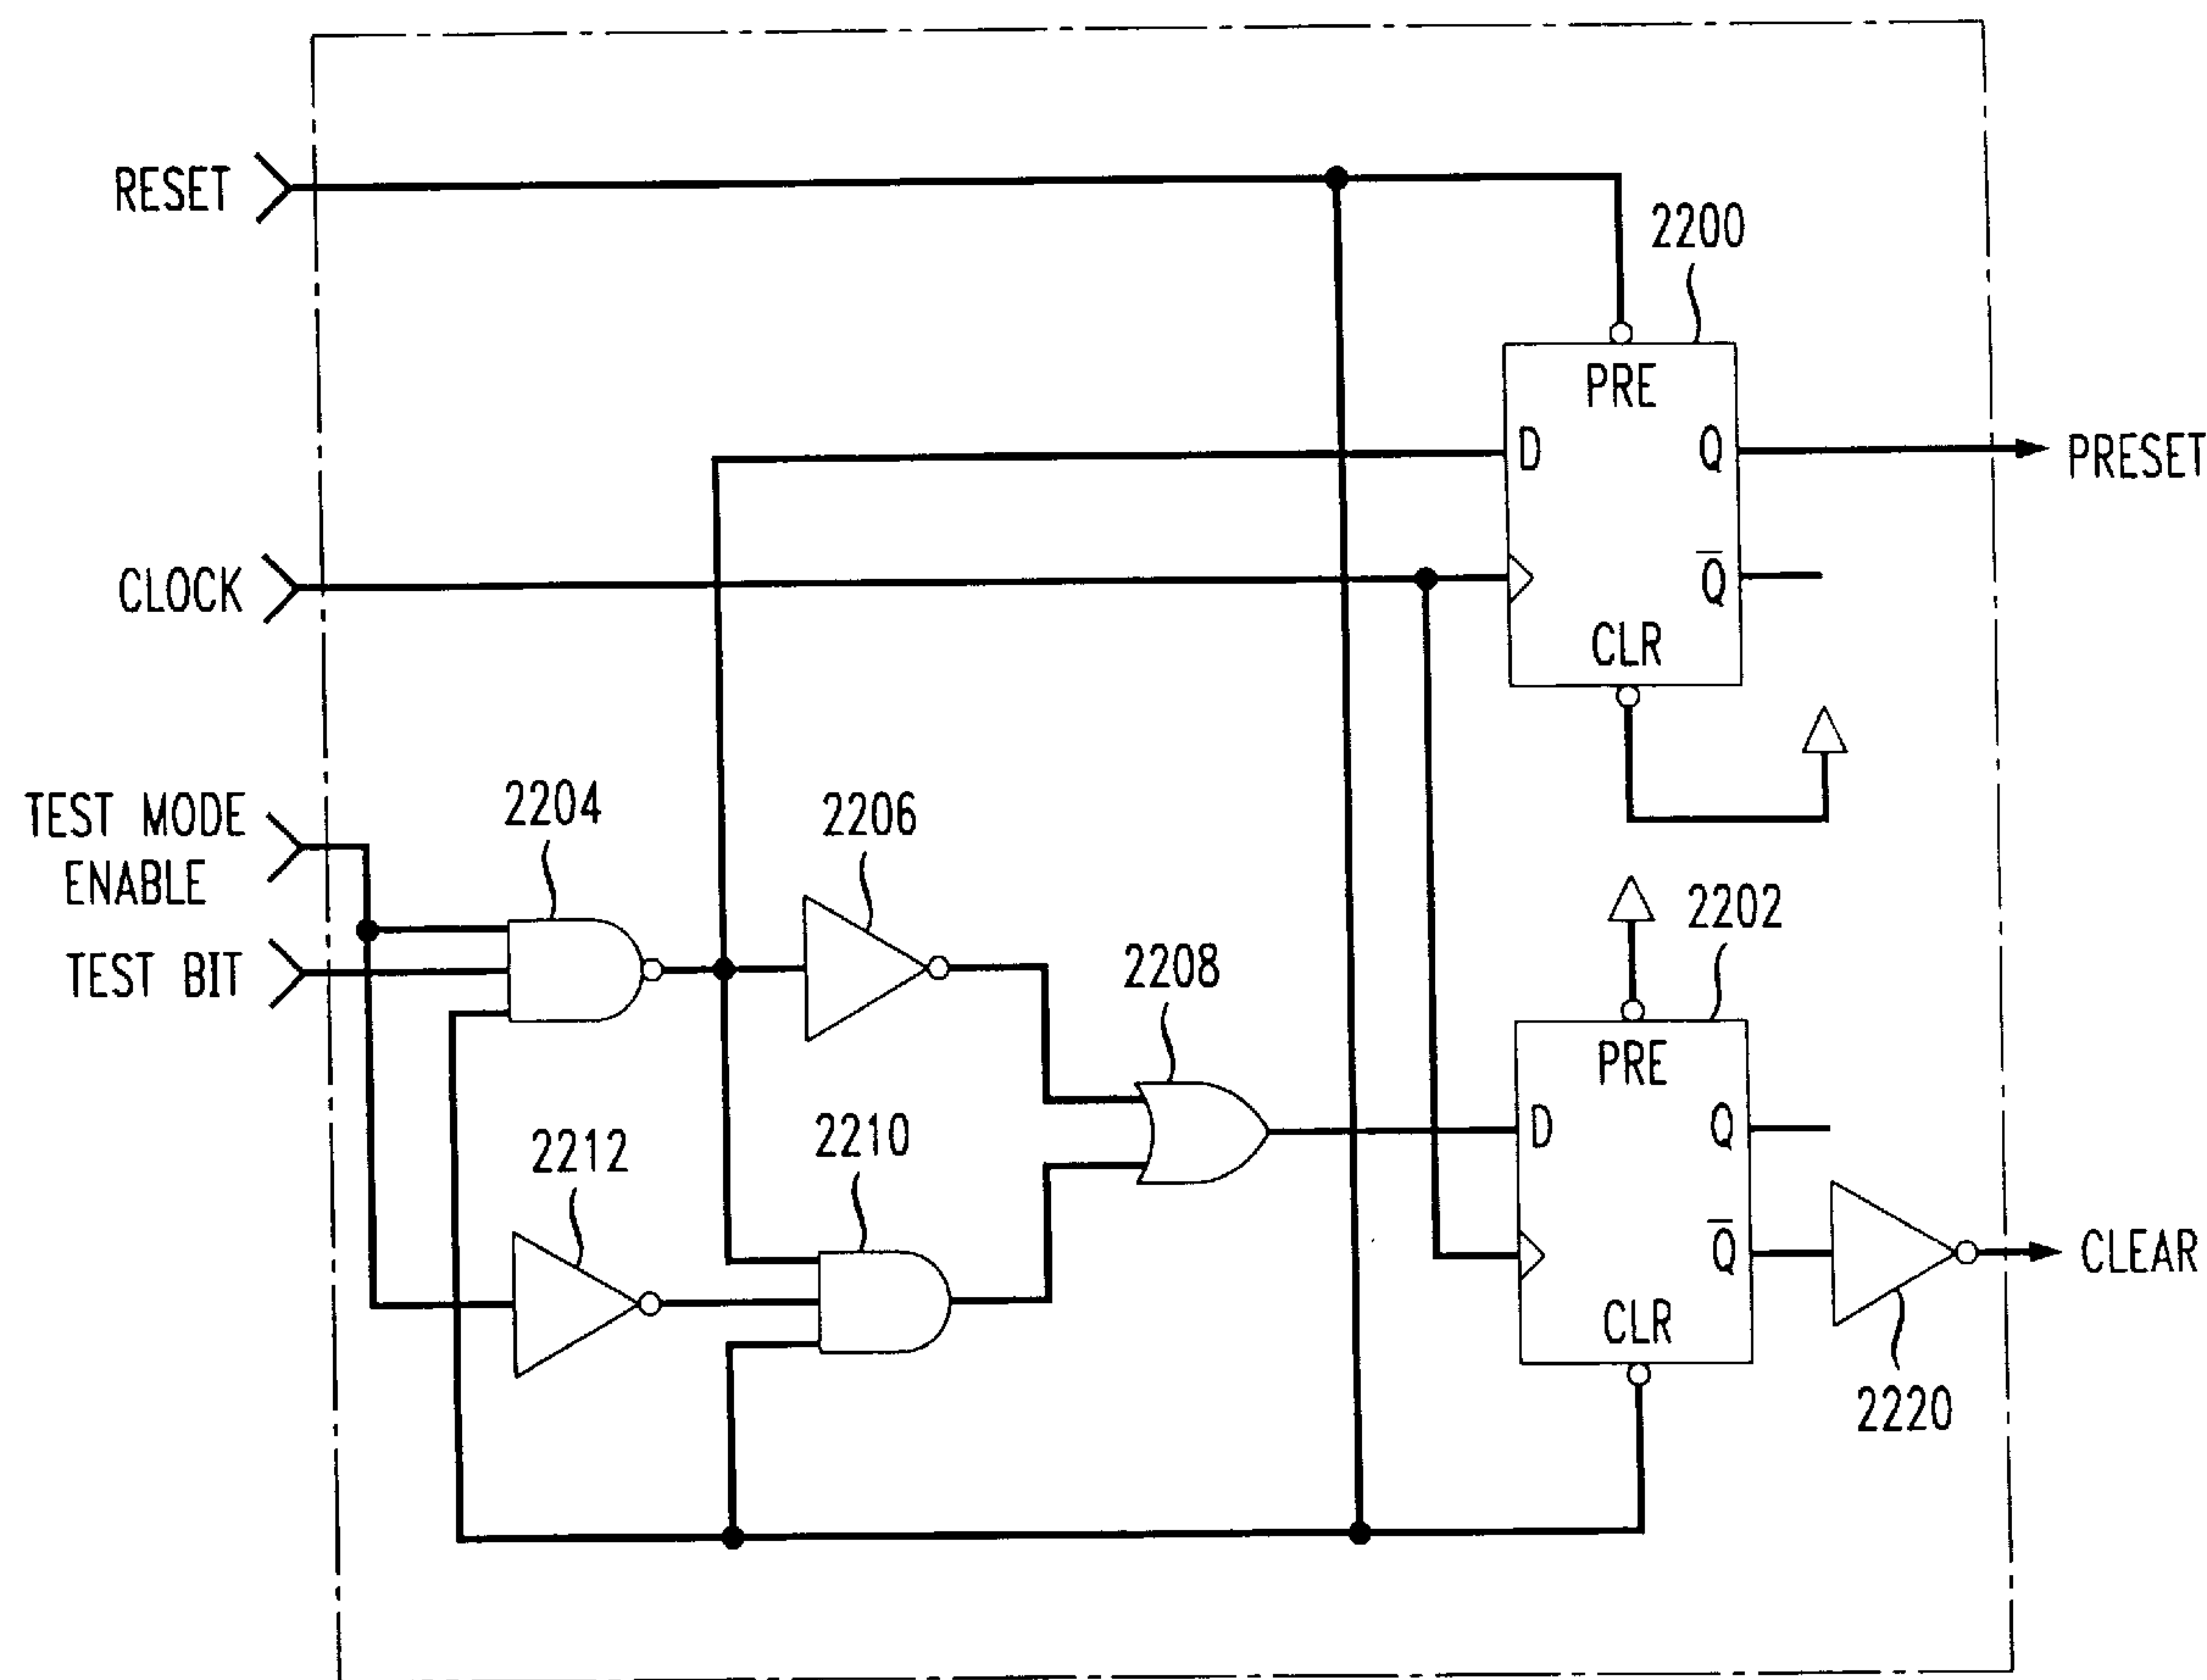 RESET
2200
PRE
D
Q
PRESET
CLOCK
Q
CLR
TEST MODE
ENABLE
2204
2206
2202
TEST BIT
2208
PRE
2212
2210
D
Q
Q
CLEAR
CLR
2220